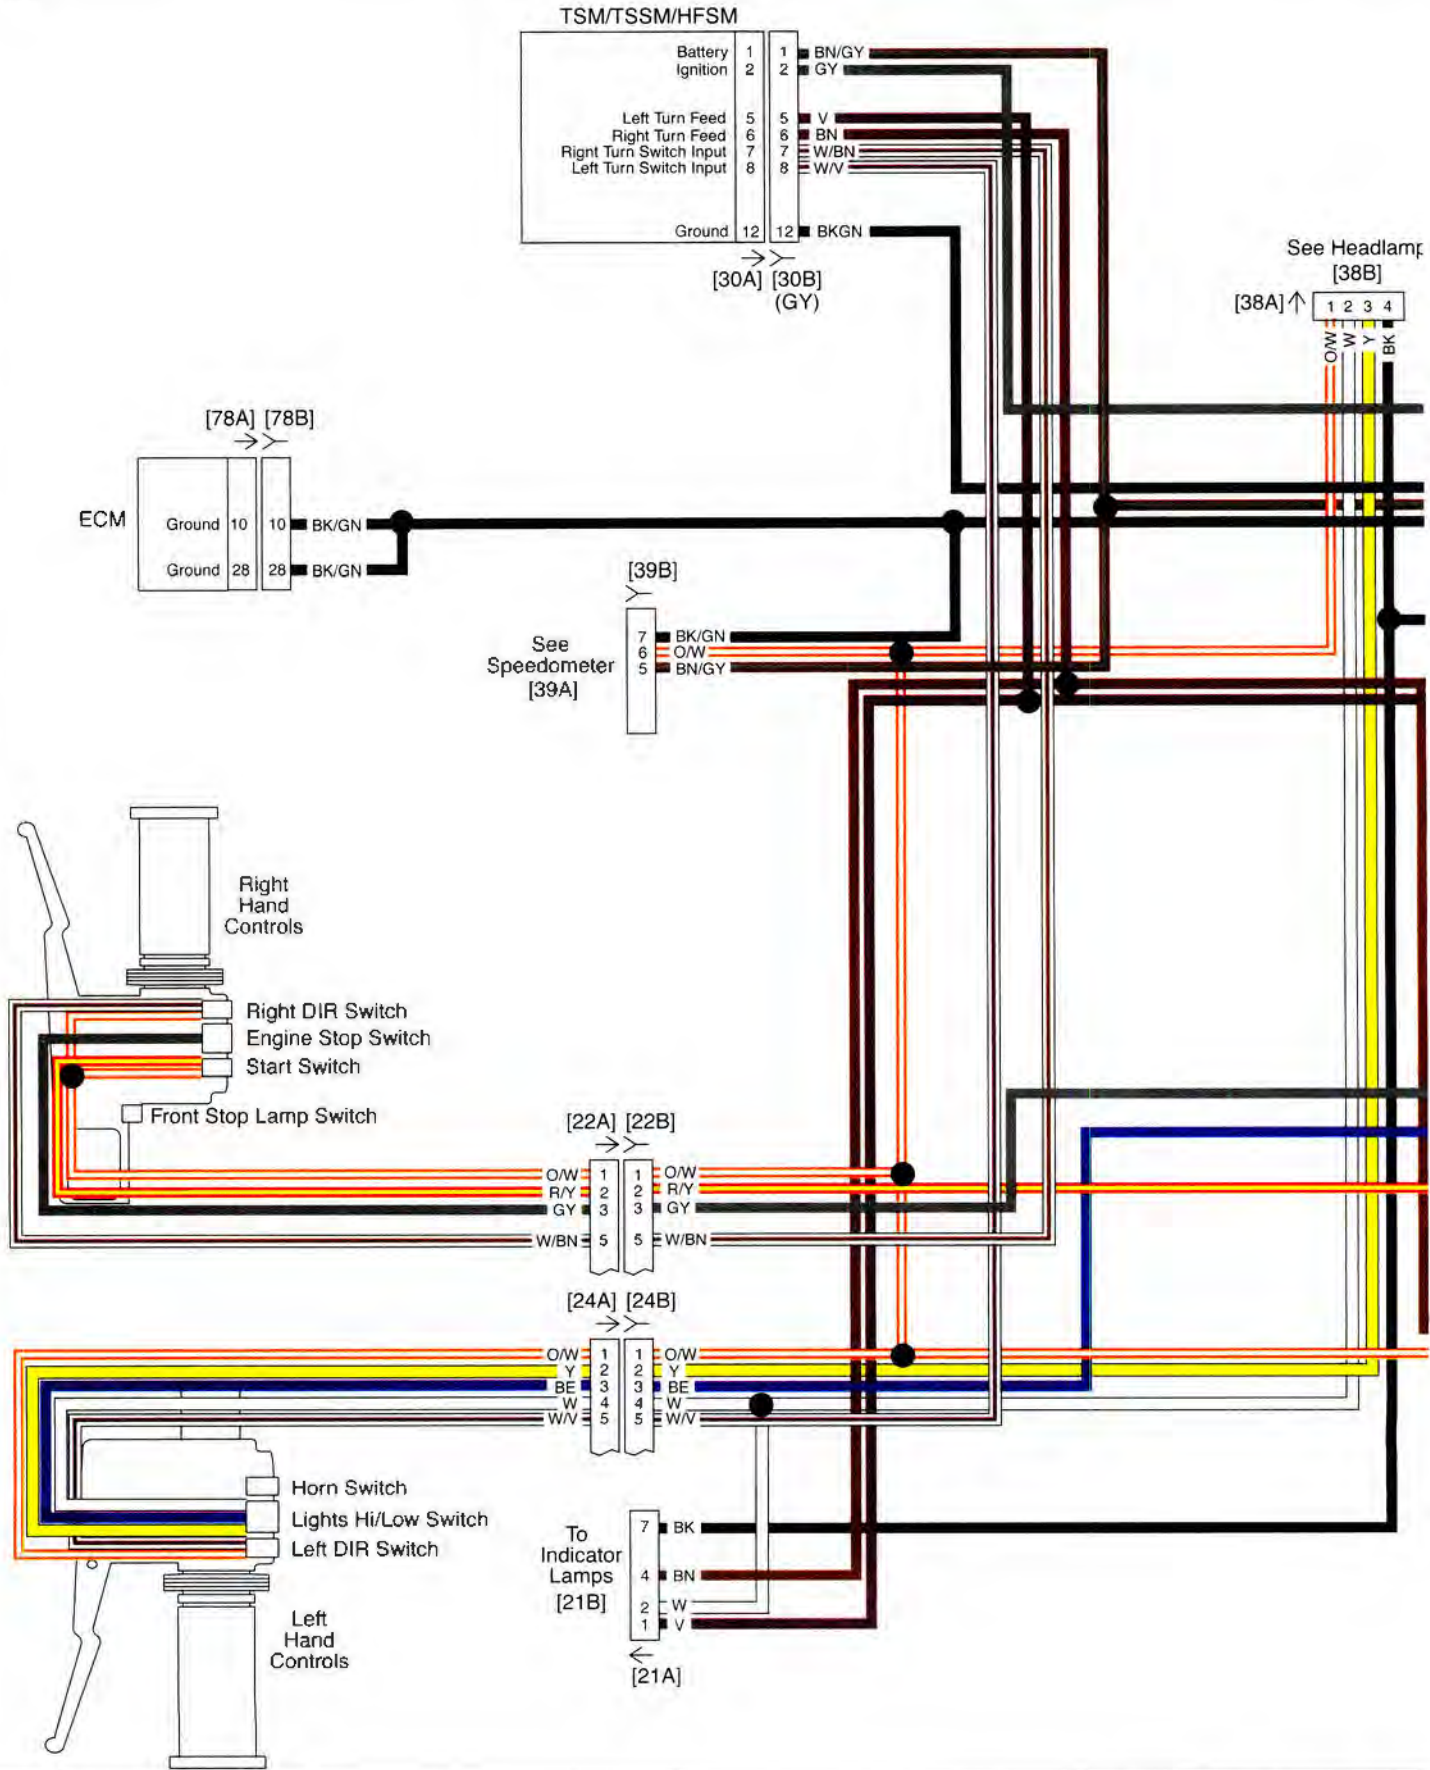 TSM/TSSM/HFSM
Battery 1 1 BN/GY
Ignition 2 2 GY
Left Turn Feed 5 5 V
Right Turn Feed 6 6 BN
Right Turn Switch Input 7 7 W/BN
Left Turn Switch Input 8 8 W/V
Ground 12 12 BKGN
[30A] [30B]
(GY)
See Headlamp
[38B]
[38A] 1 2 3 4
O/W W Y BK
[78A] [78B]
ECM
Ground 10 10 BK/GN
Ground 28 28 BK/GN
[39B]
See
Speedometer
[39A]
7 BK/GN
6 O/W
5 BN/GY
Right
Hand
Controls
Right DIR Switch
Engine Stop Switch
Start Switch
Front Stop Lamp Switch
[22A] [22B]
O/W 1 1 O/W
R/Y 2 2 R/Y
GY 3 3 GY
W/BN 5 5 W/BN
[24A] [24B]
O/W 1 1 O/W
Y 2 2 Y
BE 3 3 BE
W 4 4 W
W/V 5 5 W/V
Horn Switch
Lights Hi/Low Switch
Left DIR Switch
Left
Hand
Controls
To
Indicator
Lamps
[21B]
7 BK
4 BN
2 W
1 V
[21A]